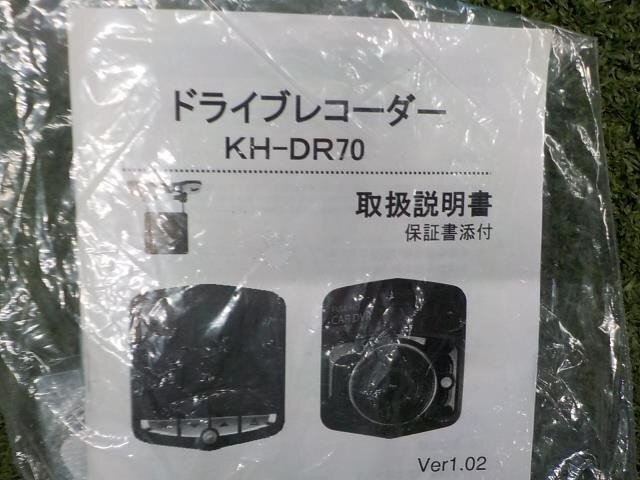 ドライブレコーダー
KH-DR70
取扱説明書
保証書添付
Ver1.02